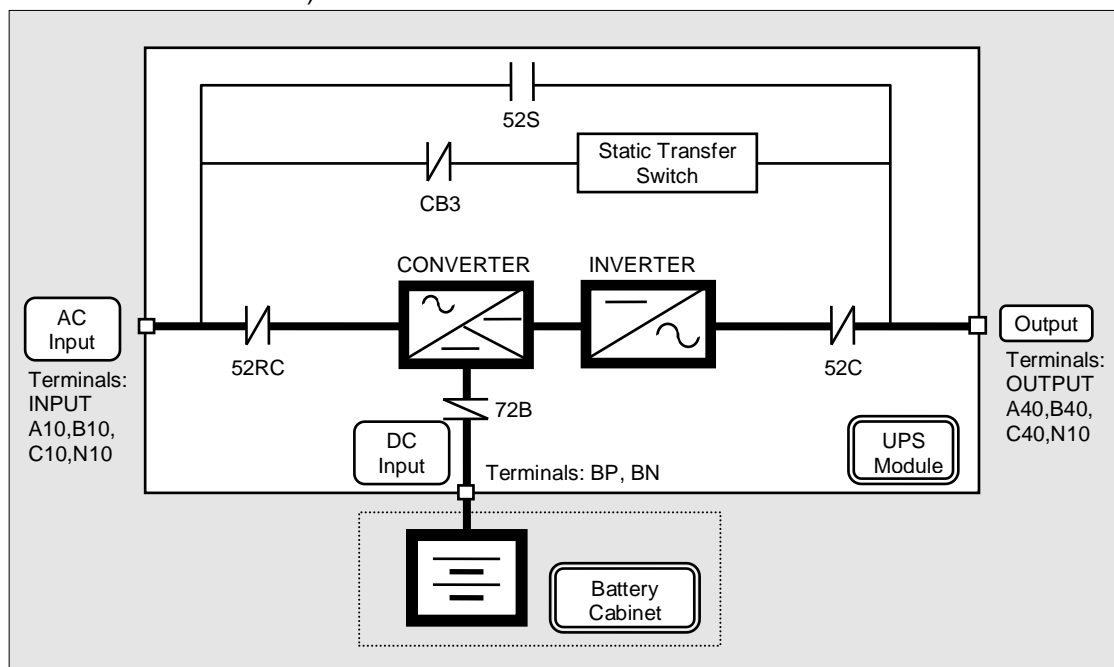 )
52S
Static Transfer
Switch
CB3
CONVERTER
INVERTER
AC
Input
52RC
52C
Output
Terminals:
INPUT
A10,B10,
C10,N10
Terminals:
OUTPUT
A40,B40,
C40,N10
72B
DC
Input
UPS
Module
Terminals: BP, BN
Battery
Cabinet